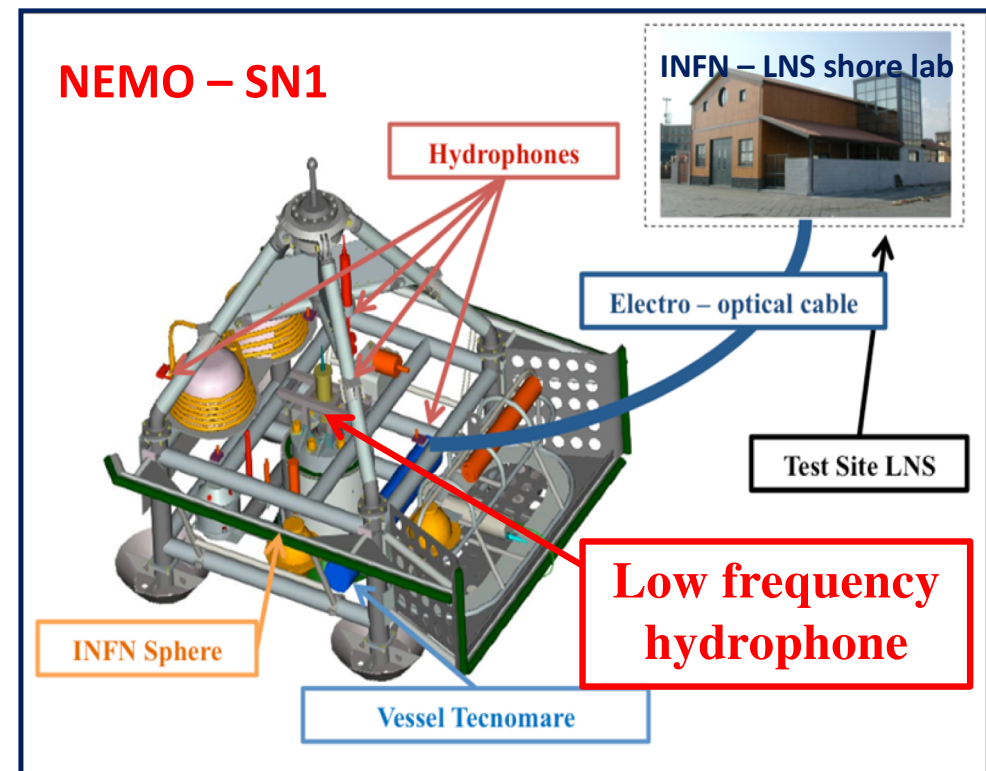 NEMO – SN1
INFN – LNS shore lab
Hydrophones
Electro – optical cable
Test Site LNS
Low frequency
hydrophone
INFN Sphere
Vessel Tecnomare